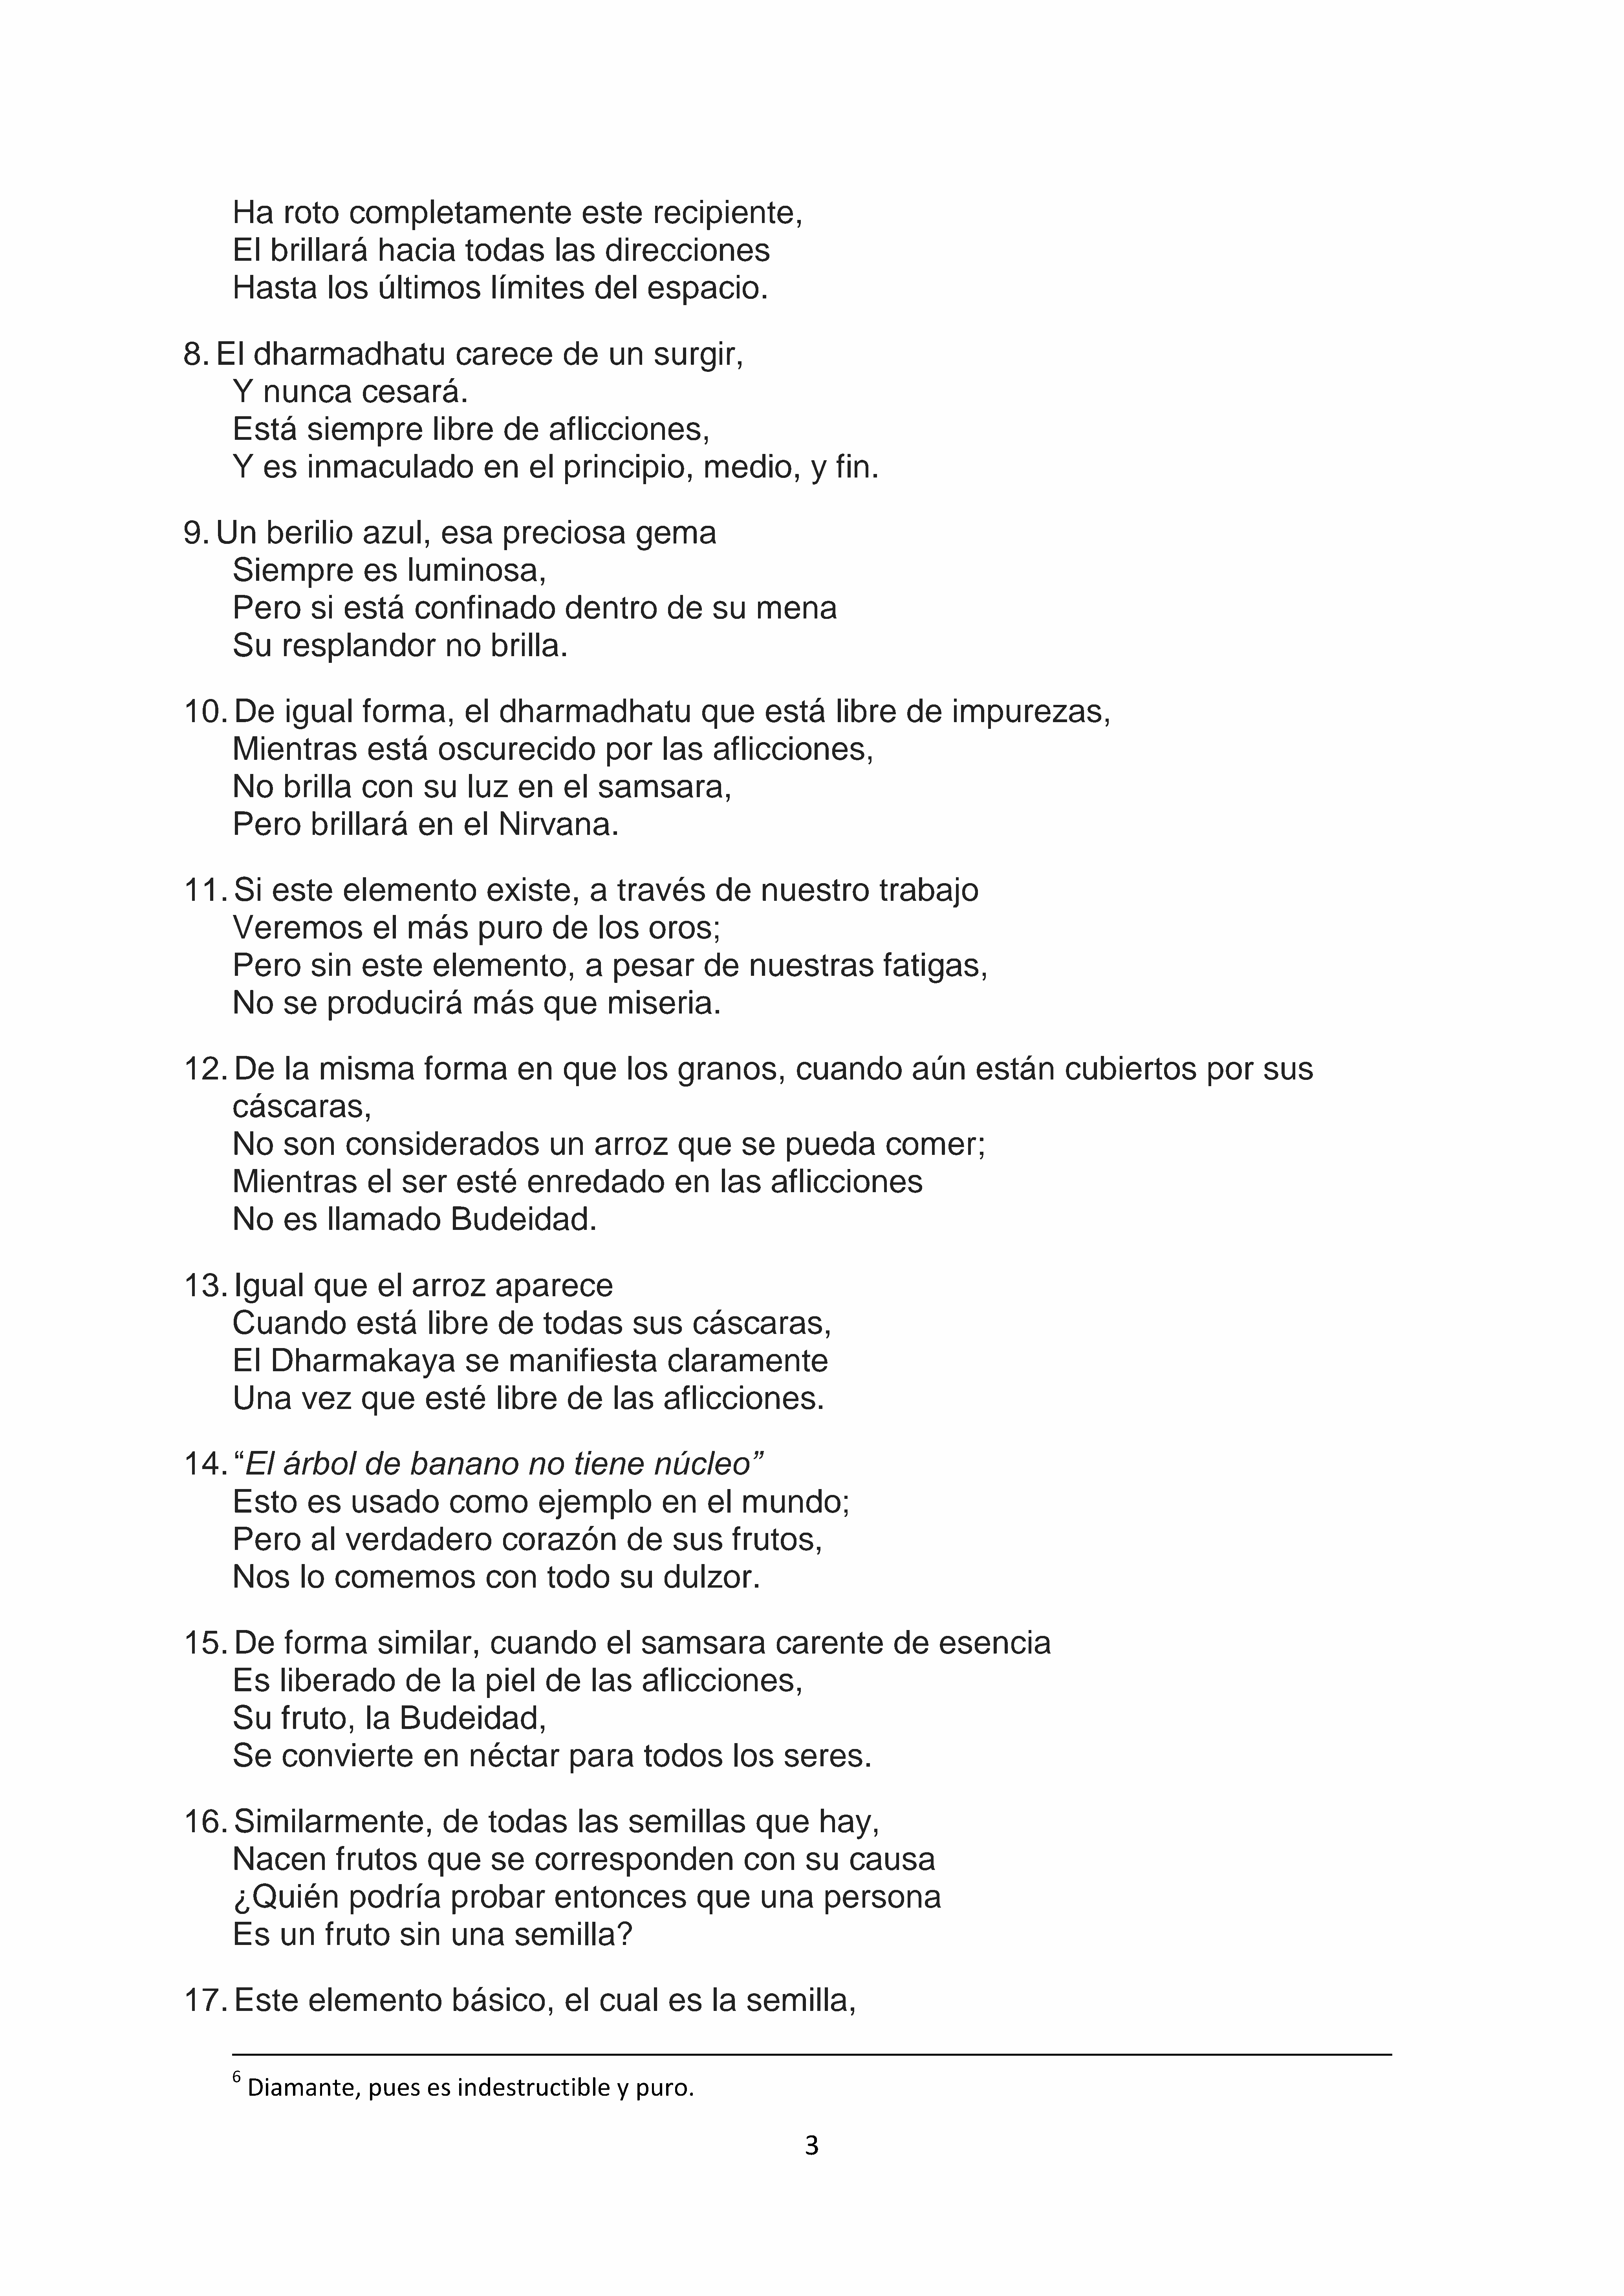 Ha roto completamente este recipiente,
El brillará hacia todas las direcciones
Hasta los últimos límites del espacio.
8. El dharmadhatu carece de un surgir,
Y nunca cesará.
Está siempre libre de aflicciones,
Y es inmaculado en el principio, medio, y fin.
9. Un berilio azul, esa preciosa gema
Siempre es luminosa,
Pero si está confinado dentro de su mena
Su resplandor no brilla.
10. De igual forma, el dharmadhatu que está libre de impurezas,
Mientras está oscurecido por las aflicciones,
No brilla con su luz en el samsara,
Pero brillará en el Nirvana.
11. Si este elemento existe, a través de nuestro trabajo
Veremos el más puro de los oros;
Pero sin este elemento, a pesar de nuestras fatigas,
No se producirá más que miseria.
12. De la misma forma en que los granos, cuando aún están cubiertos por sus
cáscaras,
No son considerados un arroz que se pueda comer;
Mientras el ser esté enredado en las aflicciones
No es llamado Budeidad.
13. Igual que el arroz aparece
Cuando está libre de todas sus cáscaras,
El Dharmakaya se manifiesta claramente
Una vez que esté libre de las aflicciones.
14. “El árbol de banano no tiene núcleo”
Esto es usado como ejemplo en el mundo;
Pero al verdadero corazón de sus frutos,
Nos lo comemos con todo su dulzor.
15. De forma similar, cuando el samsara carente de esencia
Es liberado de la piel de las aflicciones,
Su fruto, la Budeidad,
Se convierte en néctar para todos los seres.
16. Similarmente, de todas las semillas que hay,
Nacen frutos que se corresponden con su causa
¿Quién podría probar entonces que una persona
Es un fruto sin una semilla?
17. Este elemento básico, el cual es la semilla,
6 Diamante, pues es indestructible y puro.
3